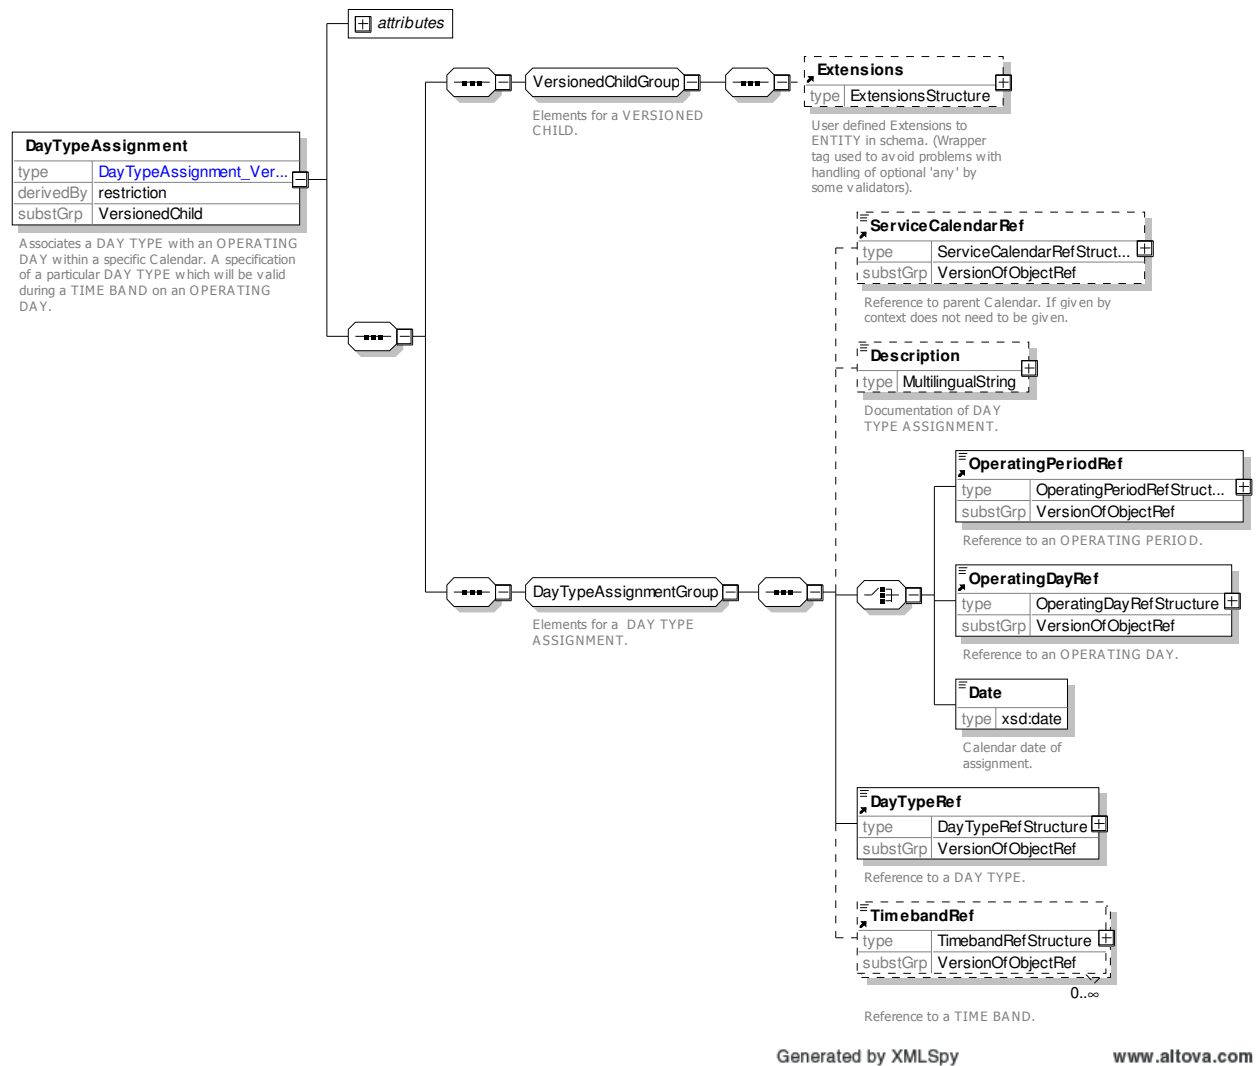 attributes
VersionedChildGroup
Elements for a VERSIONED
CHILD.
Extensions
type ExtensionsStructure
User defined Extensions to
ENTITY in schema. (Wrapper
tag used to avoid problems with
handling of optional 'any' by
some validators).
DayTypeAssignment
type DayTypeAssignment_Ver...
derivedBy restriction
substGrp VersionedChild
Associates a DAY TYPE with an OPERATING
DAY within a specific Calendar. A specification
of a particular DAY TYPE which will be valid
during a TIME BAND on an OPERATING
DAY.
ServiceCalendarRef
type ServiceCalendarRefStruct...
substGrp VersionOfObjectRef
Reference to parent Calendar. If given by
context does not need to be given.
Description
type MultilingualString
Documentation of DAY
TYPE ASSIGNMENT.
OperatingPeriodRef
type OperatingPeriodRefStruct...
substGrp VersionOfObjectRef
Reference to an OPERATING PERIOD.
DayTypeAssignmentGroup
Elements for a DAY TYPE
ASSIGNMENT.
OperatingDayRef
type OperatingDayRefStructure
substGrp VersionOfObjectRef
Reference to an OPERATING DAY.
Date
type xsd:date
Calendar date of
assignment.
DayTypeRef
type DayTypeRefStructure
substGrp VersionOfObjectRef
Reference to a DAY TYPE.
TimebandRef
type TimebandRefStructure
substGrp VersionOfObjectRef
0..∞
Reference to a TIME BAND.
Generated by XMLSpy www.altova.com